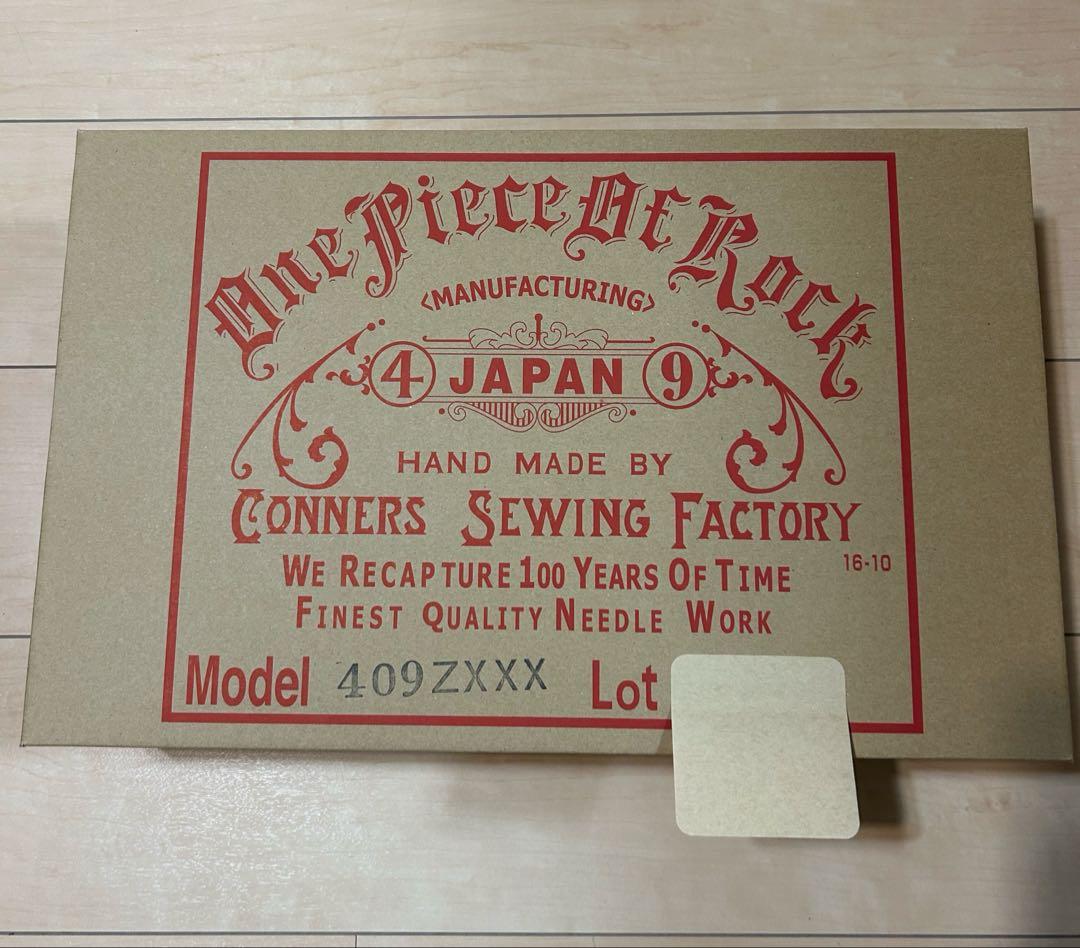 One Piece Of Rock
<MANUFACTURING>
4 JAPAN 9
HAND MADE BY
CONNERS SEWING FACTORY
WE RECAPTURE 100 YEARS OF TIME
16-10
FINEST QUALITY NEEDLE WORK
Model 409ZXXX Lot